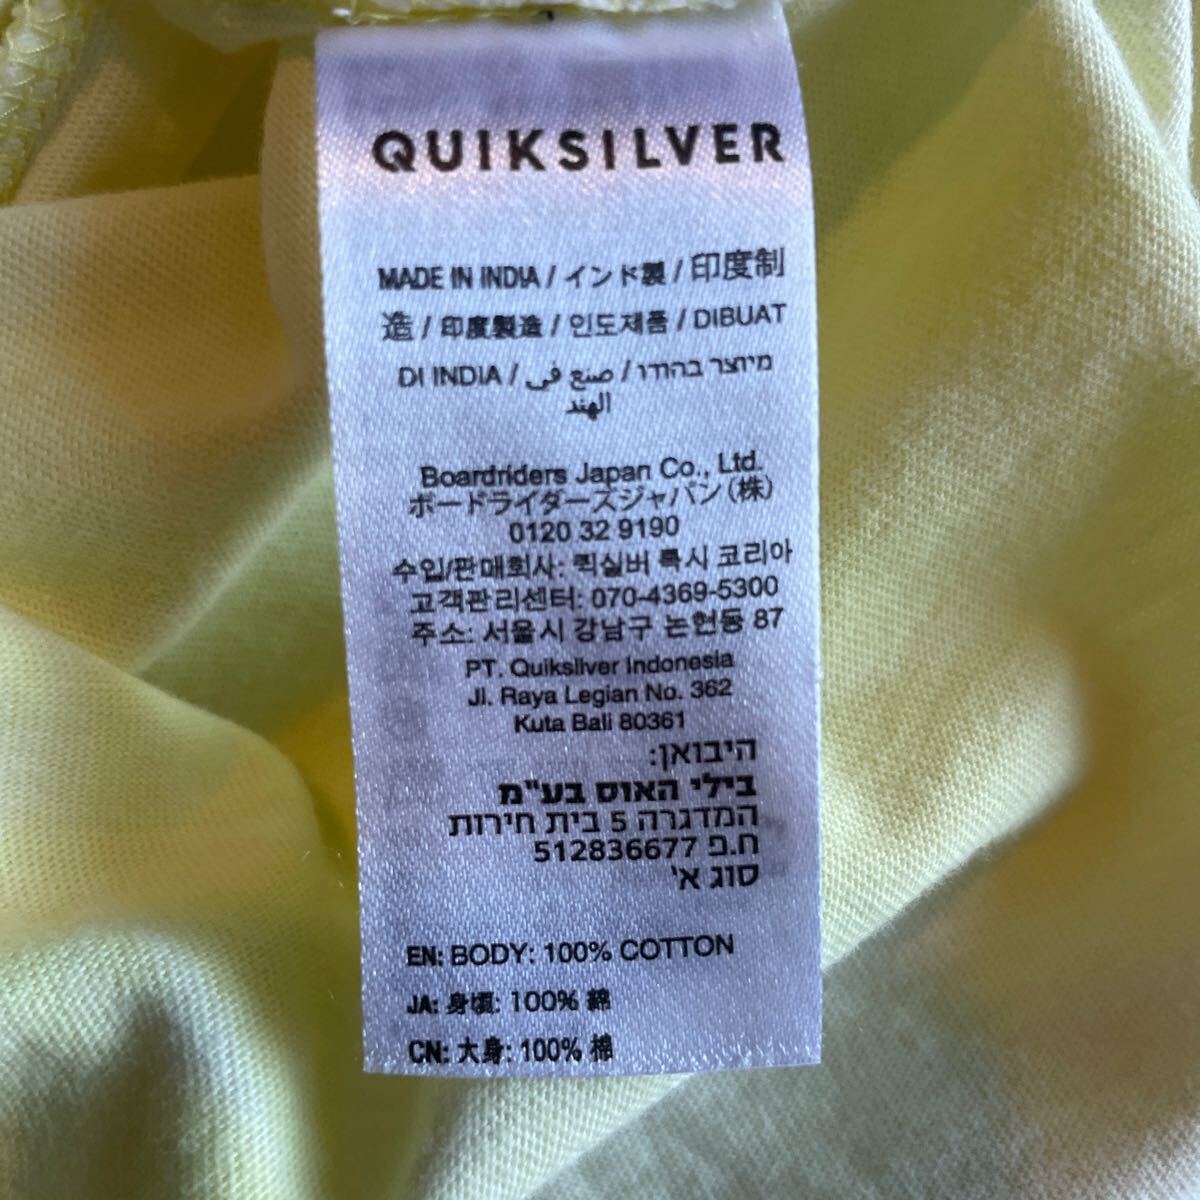 QUIKSILVER
MADE IN INDIA / インド製 / 印度制
造 / 印度製造 / 인도제품 / DIBUAT
DI INDIA / صنع في / מיוצר בהודו
الهند
Boardriders Japan Co., Ltd.
ボードライダーズジャパン(株)
0120 32 9190
수입/판매회사: 퀵실버 록시 코리아
고객관리센터: 070-4369-5300
주소: 서울시 강남구 논현동 87
PT. Quiksilver Indonesia
Jl. Raya Legian No. 362
Kuta Bali 80361
היבואן:
בילי האוס בע"מ
המדגרה 5 בית חירות
ח.פ 512836677
סוג א'
EN: BODY: 100% COTTON
JA: 身頃: 100% 綿
CN: 大身: 100% 棉